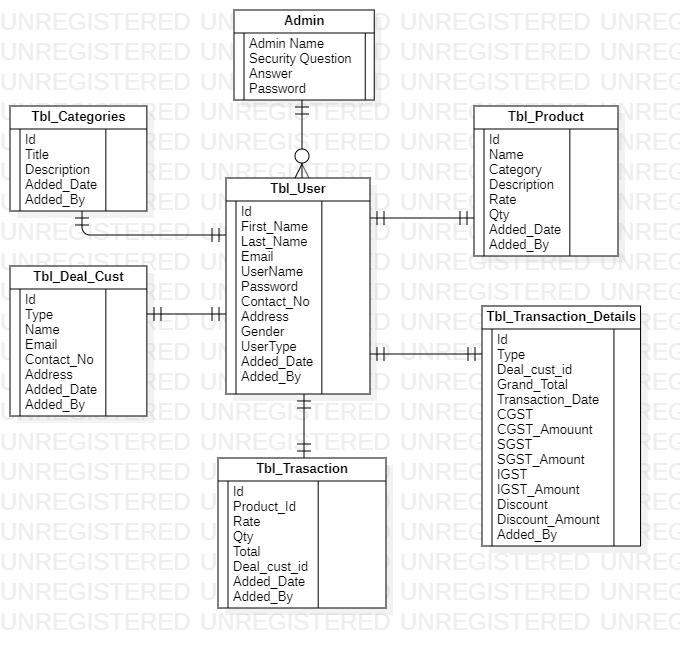 Admin
Admin Name
Security Question
Answer
Password
Tbl_Categories
Id
Title
Description
Added_Date
Added_By
Tbl_Product
Id
Name
Category
Description
Rate
Qty
Added_Date
Added_By
Tbl_User
Id
First_Name
Last_Name
Email
UserName
Password
Contact_No
Address
Gender
UserType
Added_Date
Added_By
Tbl_Deal_Cust
Id
Type
Name
Email
Contact_No
Address
Added_Date
Added_By
Tbl_Transaction_Details
Id
Type
Deal_cust_id
Grand_Total
Transaction_Date
CGST
CGST_Amouunt
SGST
SGST_Amount
IGST
IGST_Amount
Discount
Discount_Amount
Added_By
Tbl_Trasaction
Id
Product_Id
Rate
Qty
Total
Deal_cust_id
Added_Date
Added_By
UNREGISTERED